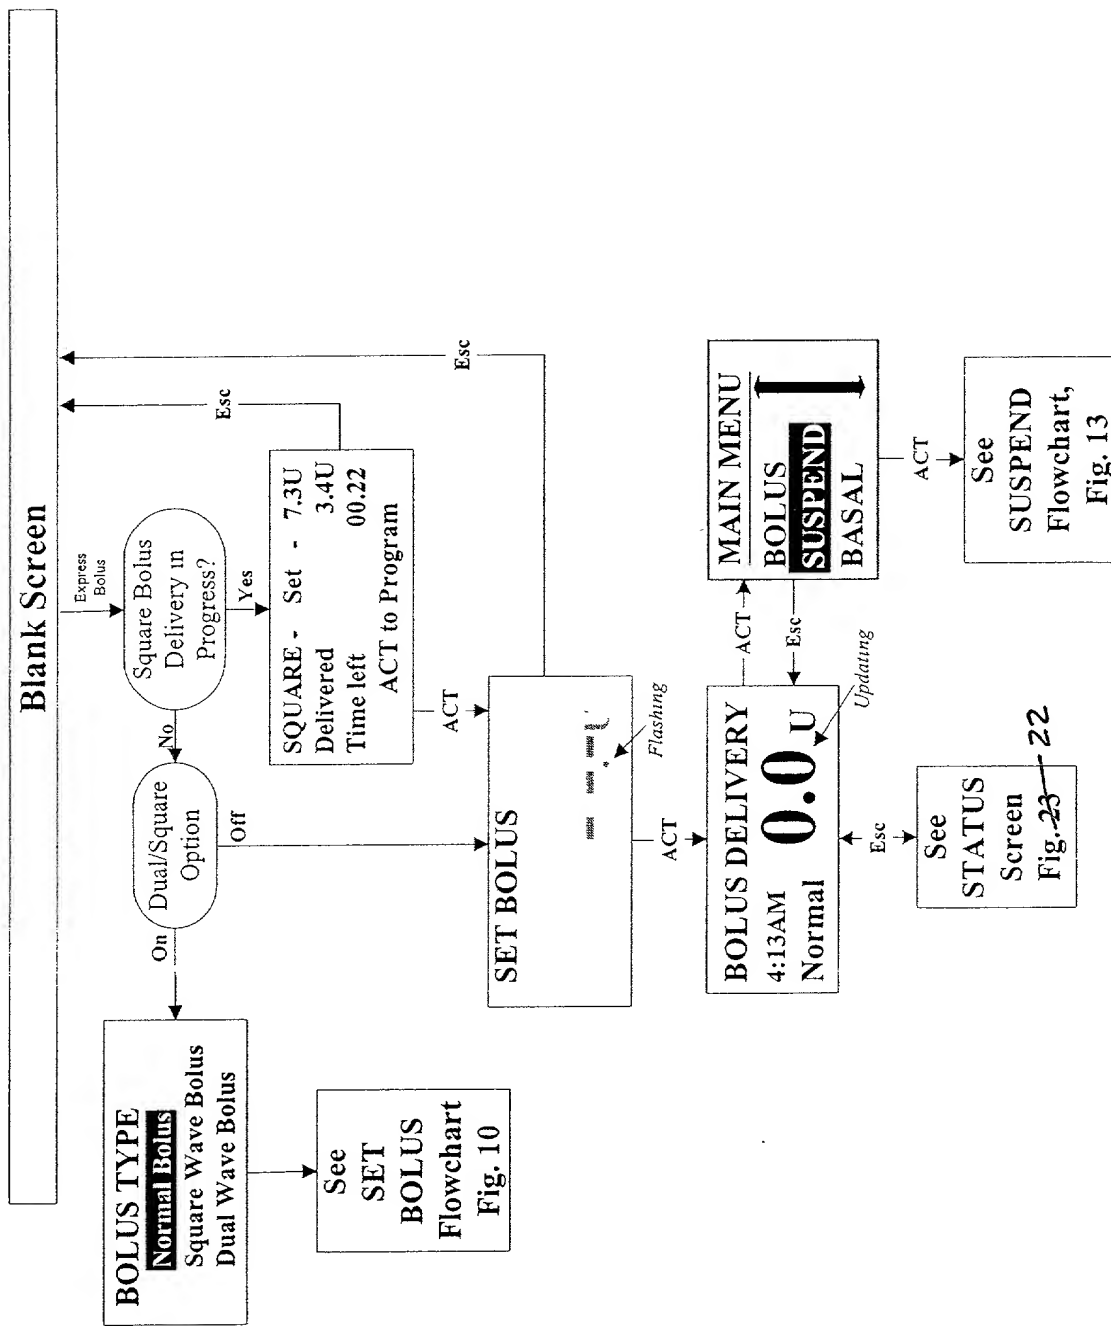 Blank Screen
Express
Bolus
Square Bolus
Delivery in
Progress?
No
Yes
Dual/Square
Option
On
Off
BOLUS TYPE
Normal Bolus
Square Wave Bolus
Dual Wave Bolus
See
SET
BOLUS
Flowchart
Fig. 10
SQUARE - Set - 7.3U
Delivered 3.4U
Time left 00.22
ACT to Program
Esc
Esc
ACT
SET BOLUS
- - -.-U
Flashing
ACT
BOLUS DELIVERY
4:13AM 0.0 U
Normal
Updating
ACT
Esc
MAIN MENU
BOLUS
SUSPEND
BASAL
ACT
See
SUSPEND
Flowchart,
Fig. 13
Esc
See
STATUS
Screen
Fig. 23 22